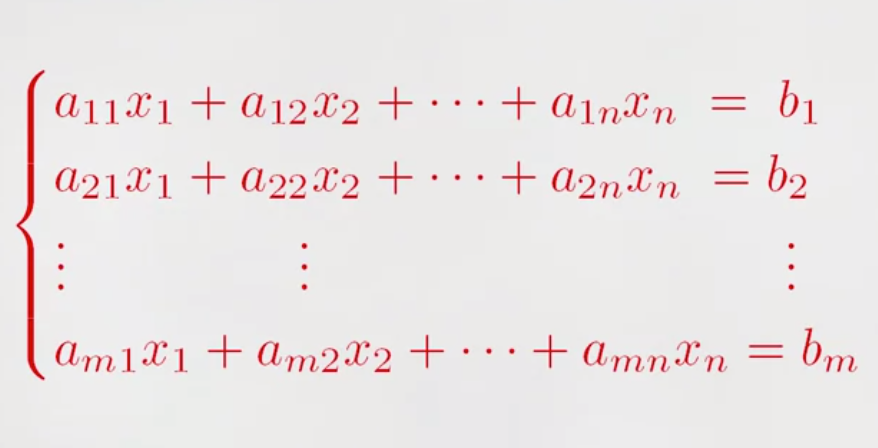 a₁₁x₁ + a₁₂x₂ + ⋯ + a₁ₙxₙ = b₁
a₂₁x₁ + a₂₂x₂ + ⋯ + a₂ₙxₙ = b₂
⋮ ⋮ ⋮
aₘ₁x₁ + aₘ₂x₂ + ⋯ + aₘₙxₙ = bₘ